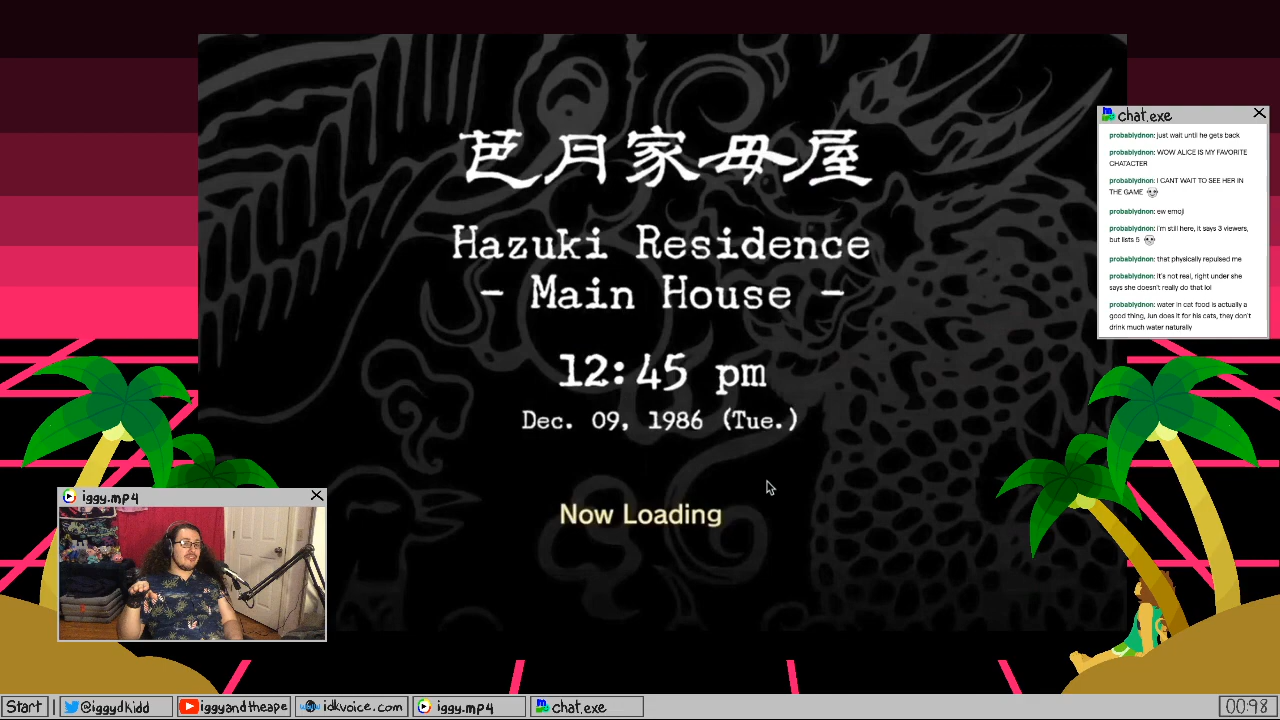 芭月家母屋
Hazuki Residence
- Main House -
12:45 pm
Dec. 09, 1986 (Tue.)
Now Loading
chat.exe
probablydnon: just wait until he gets back
probablydnon: WOW ALICE IS MY FAVORITE
CHATACTER
probablydnon: I CANT WAIT TO SEE HER IN
THE GAME
probablydnon: ew emoji
probablydnon: i'm still here, it says 3 viewers,
but lists 5
probablydnon: that physically repulsed me
probablydnon: it's not real, right under she
says she doesn't really do that lol
probablydnon: water in cat food is actually a
good thing, Jun does it for his cats, they don't
drink much water naturally
iggy.mp4
Start
@iggydkidd
iggyandtheape
www idkvoice.com
iggy.mp4
chat.exe
00:98